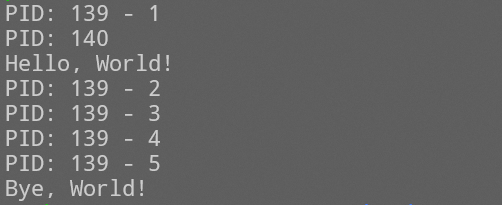 PID: 139 - 1
PID: 140
Hello, World!
PID: 139 - 2
PID: 139 - 3
PID: 139 - 4
PID: 139 - 5
Bye, World!